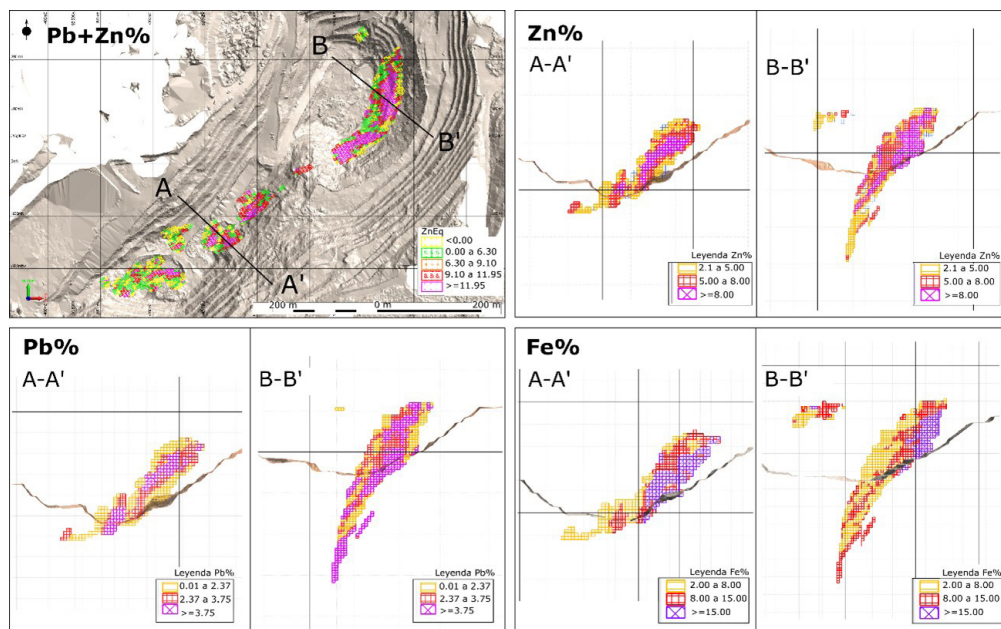 Pb+Zn%
B
B'
A
A'
ZnEq
<0.00
0.00 a 6.30
6.30 a 9.10
9.10 a 11.95
>=11.95
200 m
0 m
200 m
Zn%
A-A'
Leyenda Zn%
2.1 a 5.00
5.00 a 8.00
>=8.00
B-B'
Leyenda Zn%
2.1 a 5.00
5.00 a 8.00
>=8.00
Pb%
A-A'
Leyenda Pb%
0.01 a 2.37
2.37 a 3.75
>=3.75
B-B'
Leyenda Pb%
0.01 a 2.37
2.37 a 3.75
>=3.75
Fe%
A-A'
Leyenda Fe%
2.00 a 8.00
8.00 a 15.00
>=15.00
B-B'
Leyenda Fe%
2.00 a 8.00
8.00 a 15.00
>=15.00